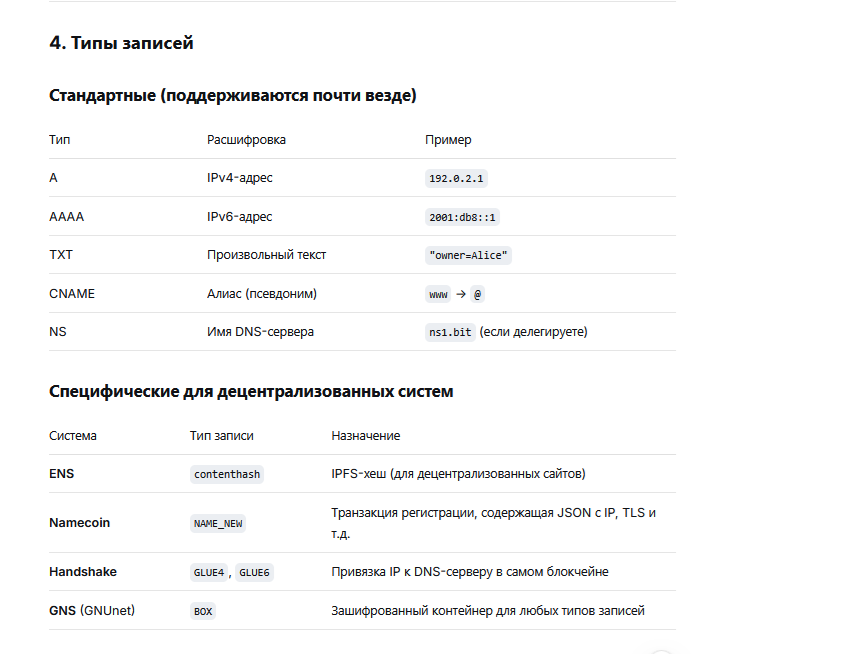 4. Типы записей
Стандартные (поддерживаются почти везде)
Тип Расшифровка Пример
A IPv4-адрес 192.0.2.1
AAAA IPv6-адрес 2001:db8::1
TXT Произвольный текст "owner=Alice"
CNAME Алиас (псевдоним) www → @
NS Имя DNS-сервера ns1.bit (если делегируете)
Специфические для децентрализованных систем
Система Тип записи Назначение
ENS contenthash IPFS-хеш (для децентрализованных сайтов)
Namecoin NAME_NEW Транзакция регистрации, содержащая JSON с IP, TLS и
т.д.
Handshake GLUE4, GLUE6 Привязка IP к DNS-серверу в самом блокчейне
GNS (GNUnet) BOX Зашифрованный контейнер для любых типов записей